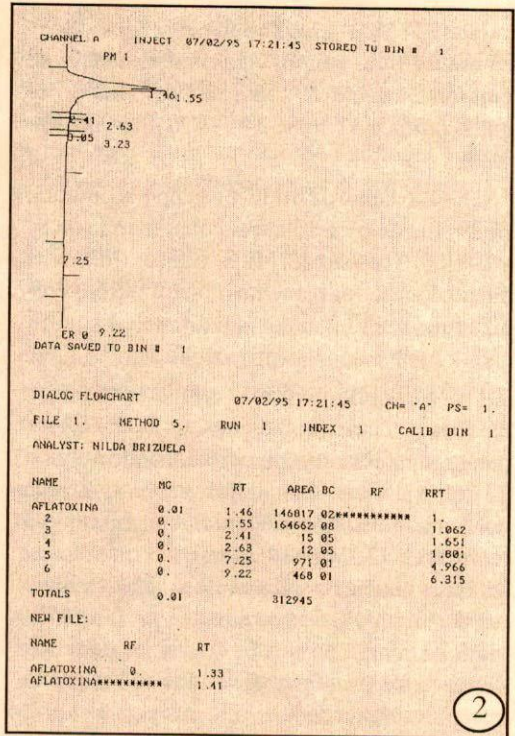 CHANNEL A INJECT 07/02/95 17:21:45 STORED TO BIN # 1
PM 1
1.46 1.55
2.41 2.63
3.05 3.23
7.25
ER 0 9.22
DATA SAVED TO BIN # 1
DIALOG FLOWCHART 07/02/95 17:21:45 CH= "A" PS= 1.
FILE 1. METHOD 5. RUN 1 INDEX 1 CALIB BIN 1
ANALYST: NILDA BRIZUELA
NAME MG RT AREA BC RF RRT
AFLATOXINA 0.01 1.46 146817 02 *********** 1.
2 0. 1.55 164662 08 1.062
3 0. 2.41 15 05 1.651
4 0. 2.63 12 05 1.801
5 0. 7.25 971 01 4.966
6 0. 9.22 468 01 6.315
TOTALS 0.01 312945
NEW FILE:
NAME RF RT
AFLATOXINA 0. 1.33
AFLATOXINA********** 1.41
2